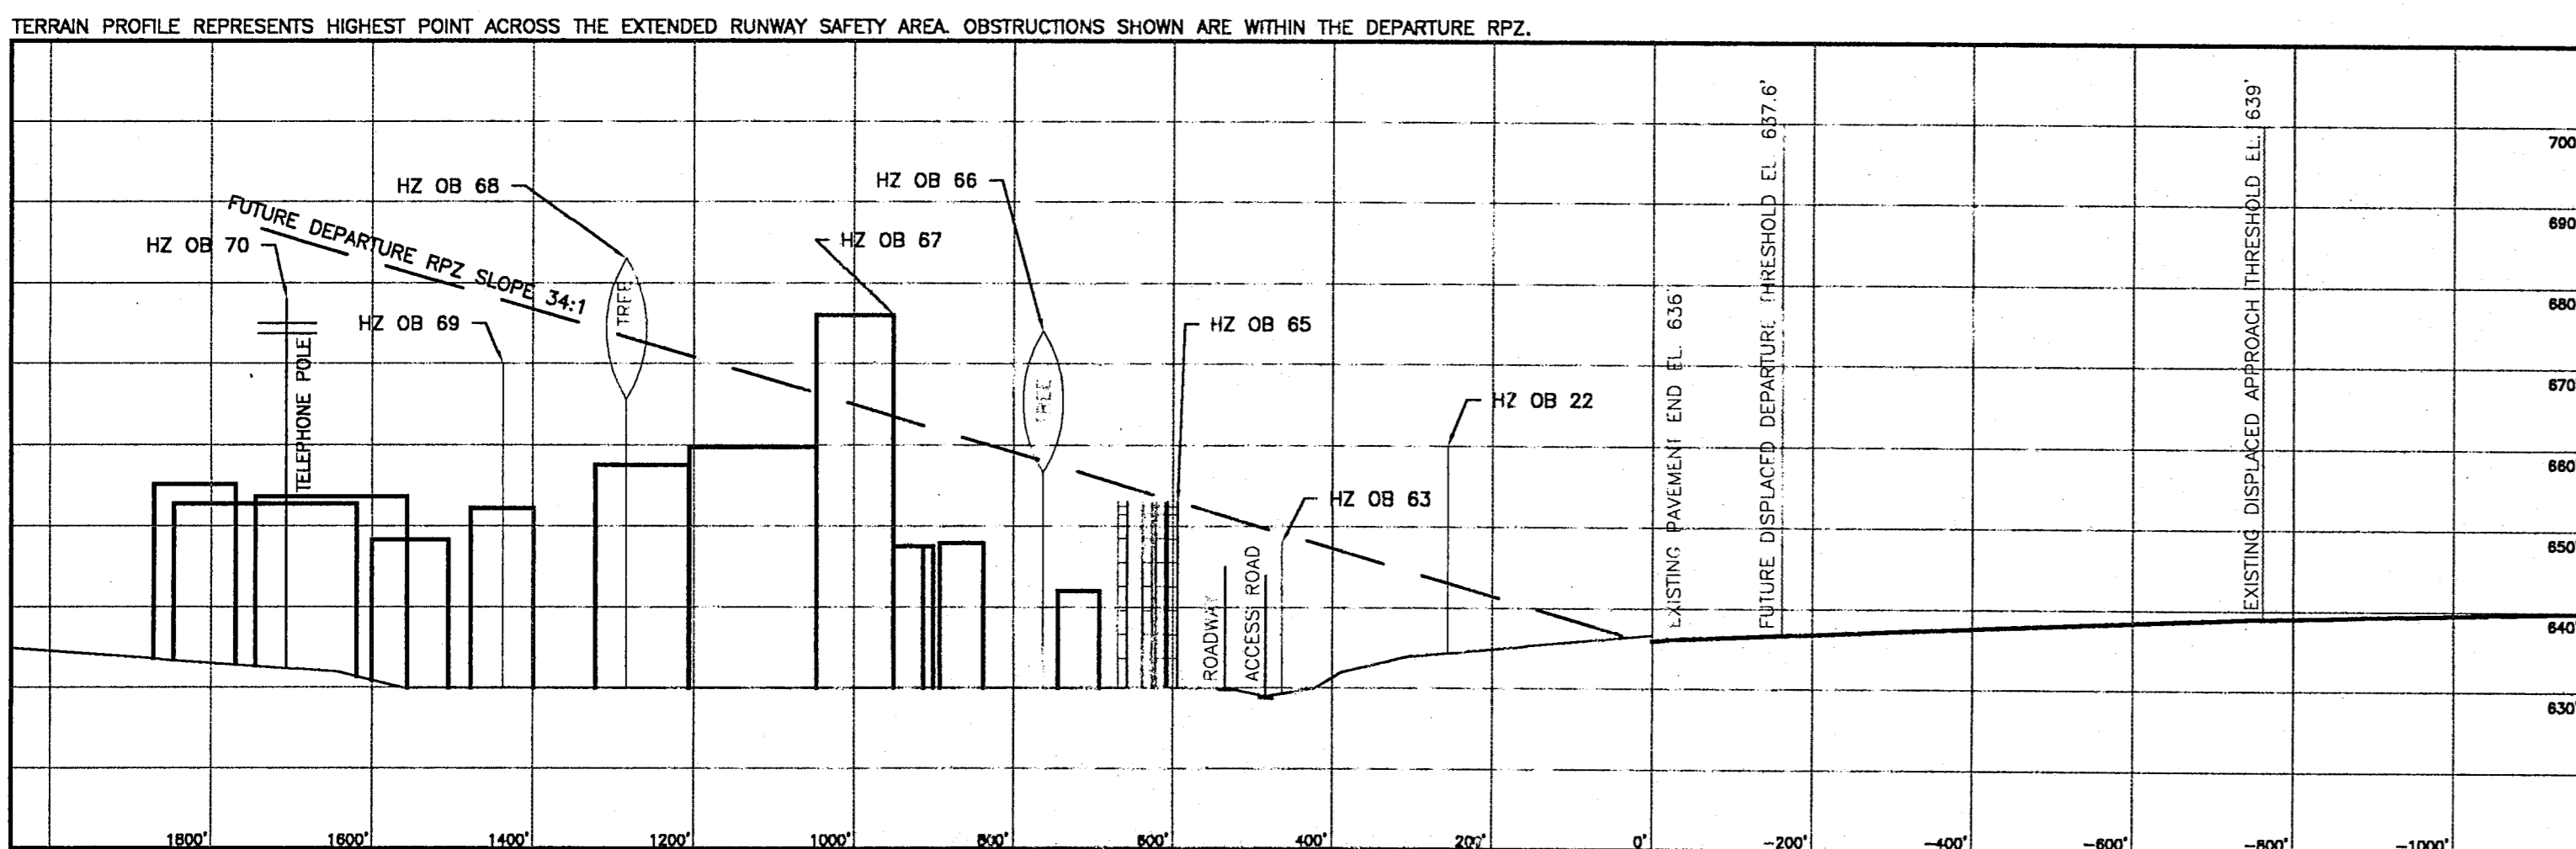 TERRAIN PROFILE REPRESENTS HIGHEST POINT ACROSS THE EXTENDED RUNWAY SAFETY AREA. OBSTRUCTIONS SHOWN ARE WITHIN THE DEPARTURE RPZ.
HZ OB 70
FUTURE DEPARTURE RPZ SLOPE 34:1
HZ OB 68
HZ OB 69
TELEPHONE POLE
TREE
HZ OB 67
HZ OB 66
TREE
HZ OB 65
HZ OB 63
HZ OB 22
ROADWAY
ACCESS ROAD
EXISTING PAVEMENT END EL. 636'
FUTURE DISPLACED DEPARTURE THRESHOLD EL. 637.6'
EXISTING DISPLACED APPROACH THRESHOLD EL. 639'
700'
690'
680'
670'
660'
650'
640'
630'
1800' 1600' 1400' 1200' 1000' 800' 600' 400' 200' 0' -200' -400' -600' -800' -1000'